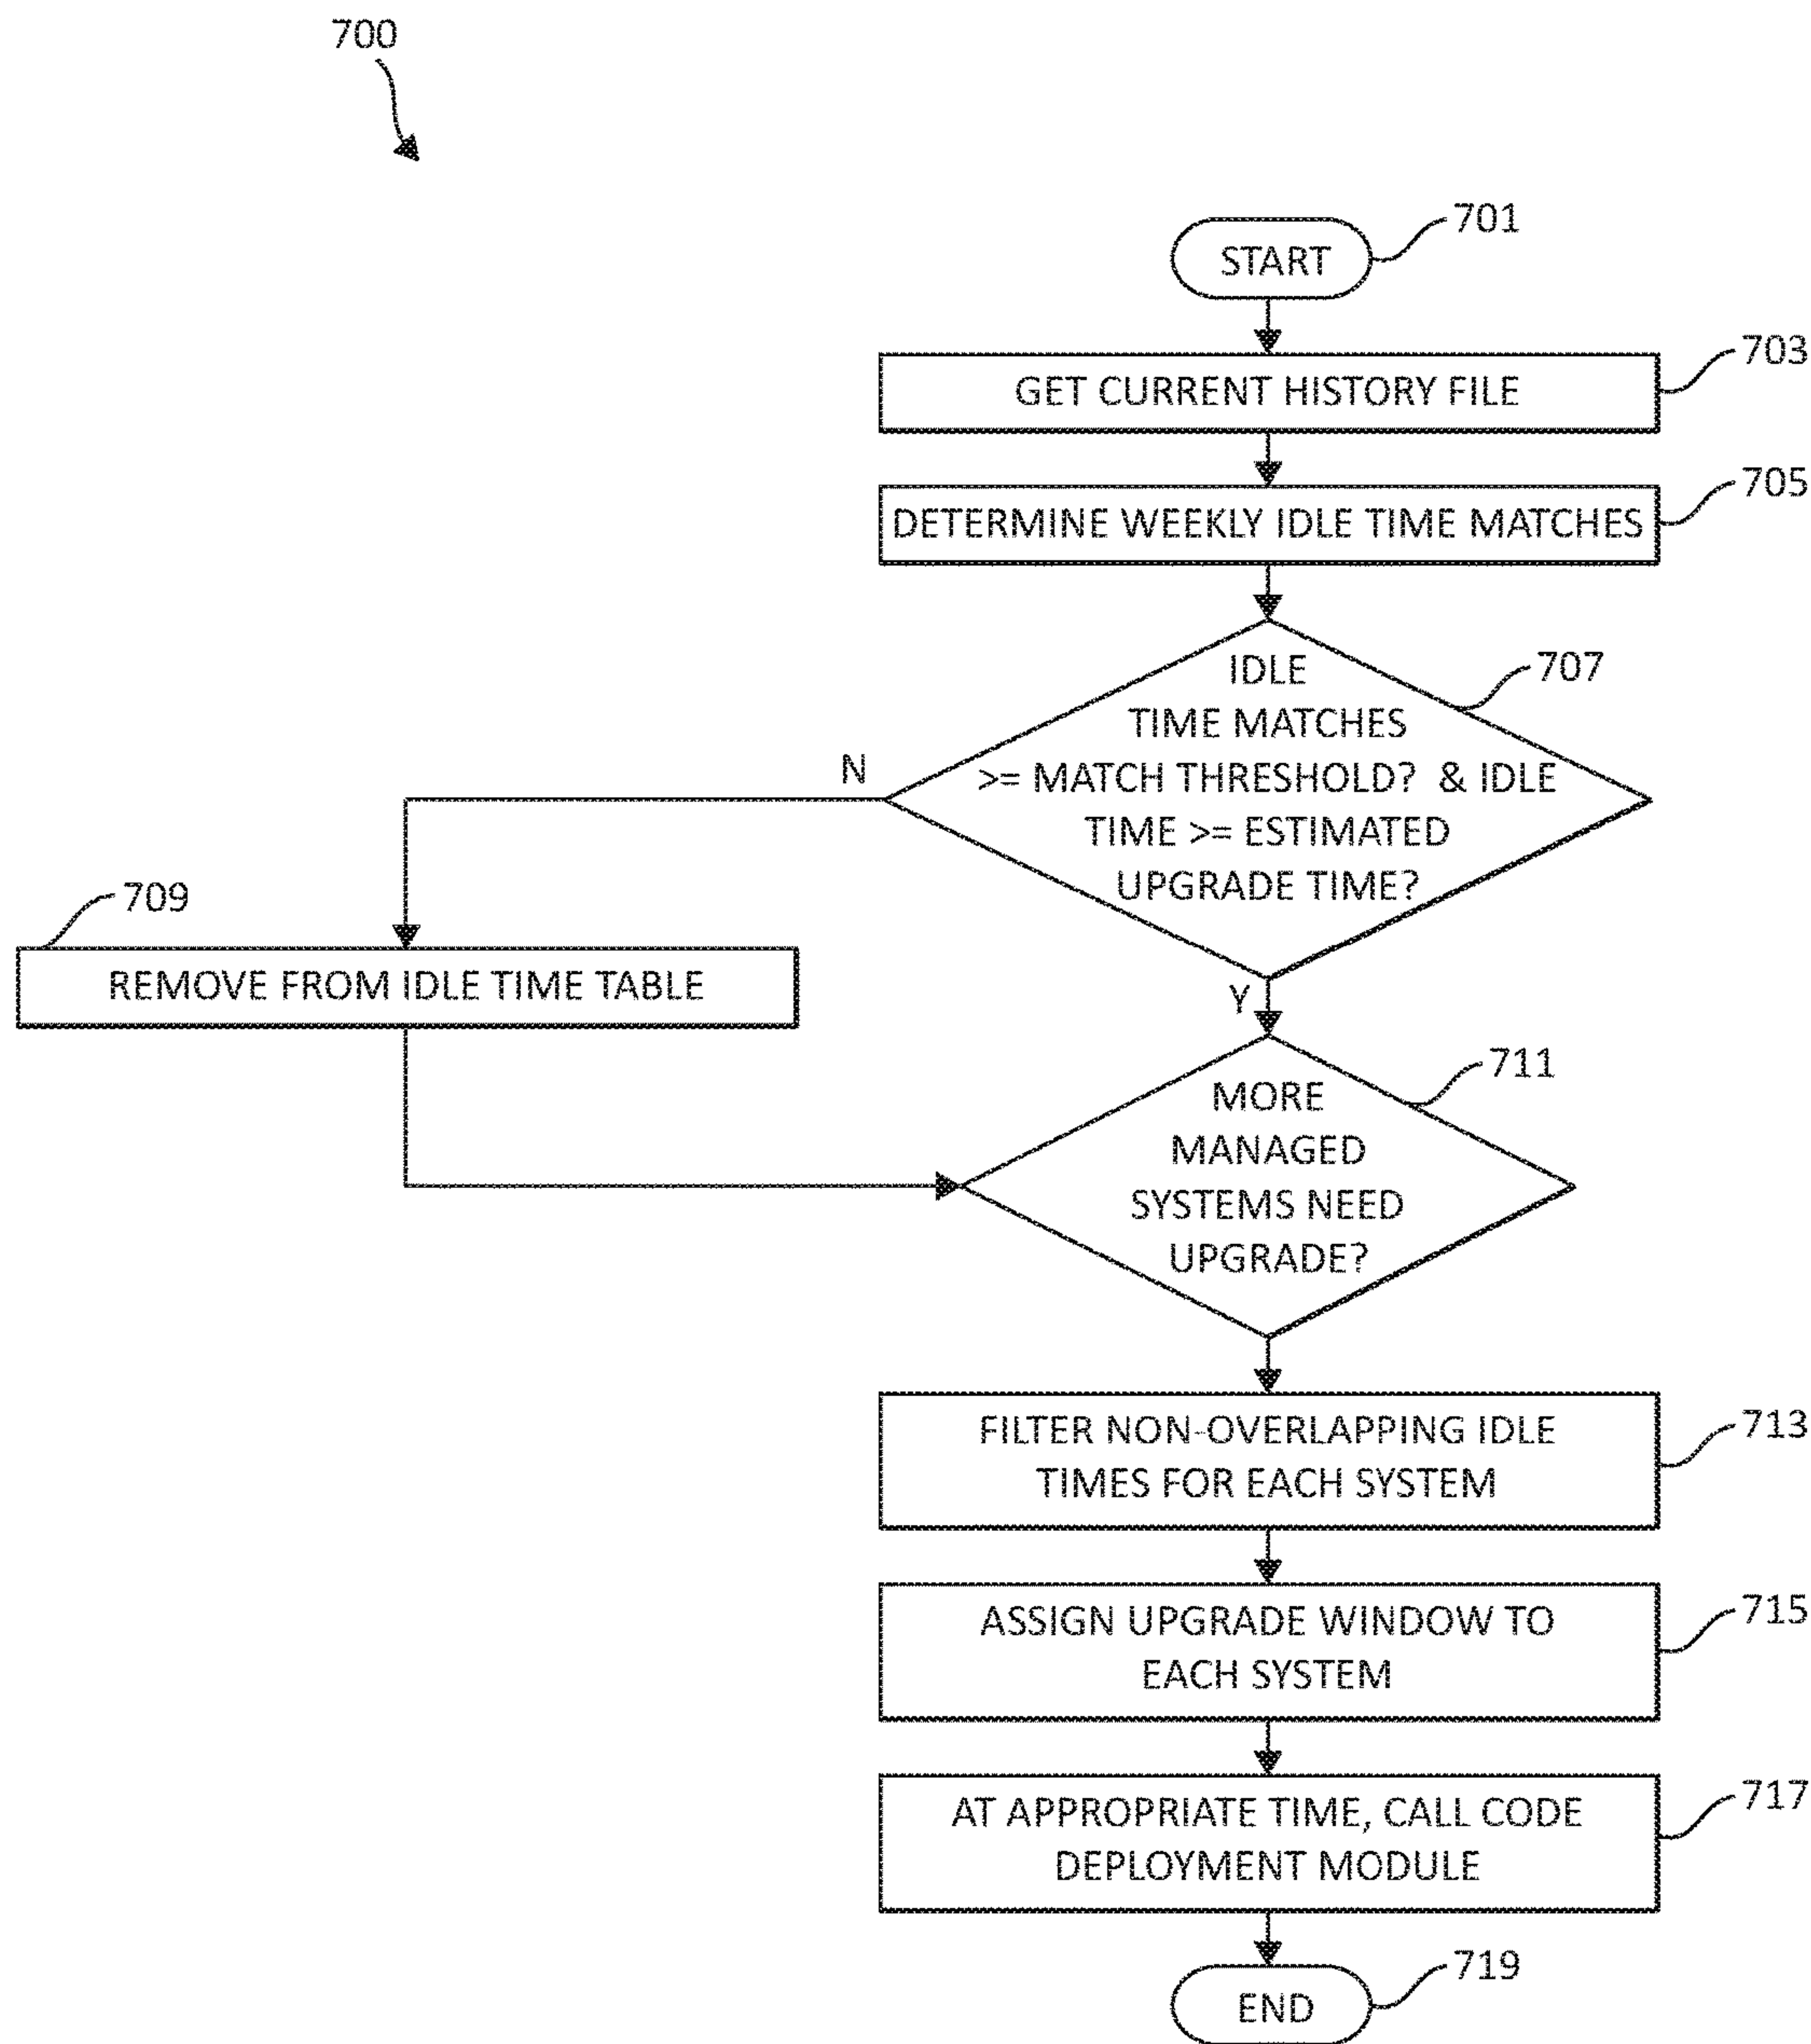 700
701
START
703
GET CURRENT HISTORY FILE
705
DETERMINE WEEKLY IDLE TIME MATCHES
707
IDLE
TIME MATCHES
>= MATCH THRESHOLD? & IDLE
TIME >= ESTIMATED
UPGRADE TIME?
N
709
REMOVE FROM IDLE TIME TABLE
Y
711
MORE
MANAGED
SYSTEMS NEED
UPGRADE?
713
FILTER NON-OVERLAPPING IDLE
TIMES FOR EACH SYSTEM
715
ASSIGN UPGRADE WINDOW TO
EACH SYSTEM
717
AT APPROPRIATE TIME, CALL CODE
DEPLOYMENT MODULE
719
END